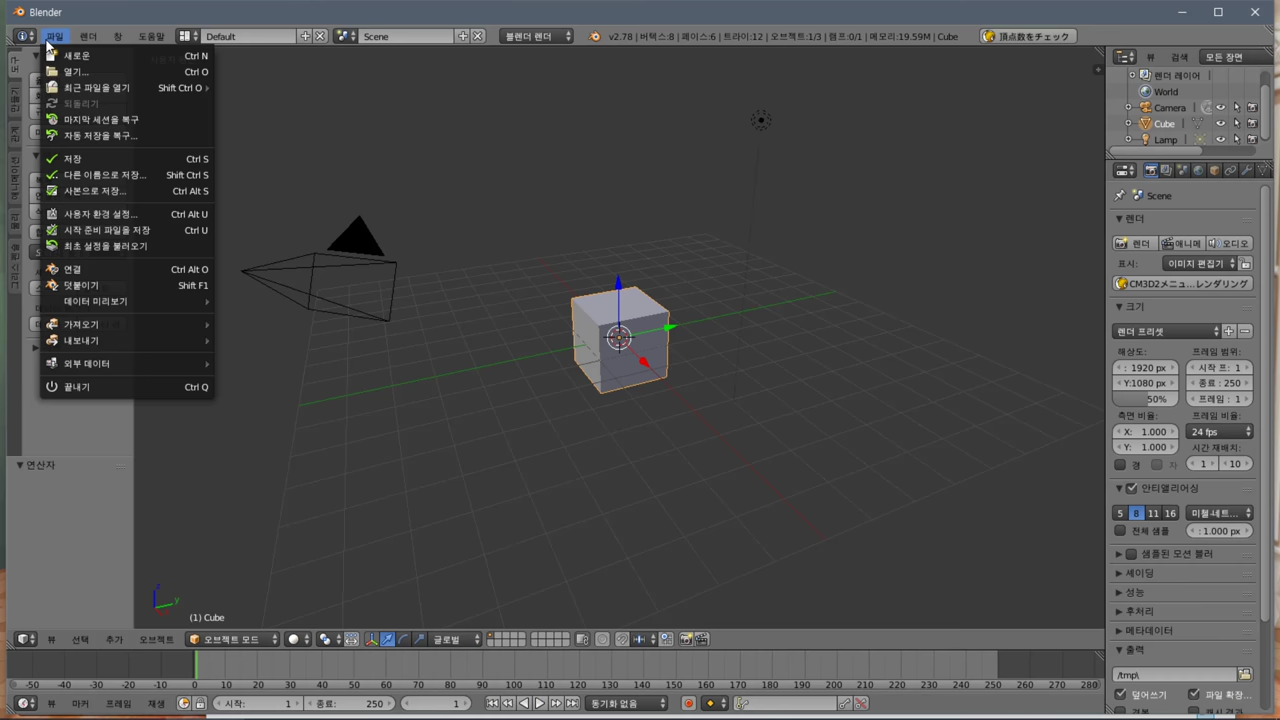 Blender
파일 렌더 창 도움말 Default Scene 블렌더 렌더 v2.78 | 버텍스:8 | 페이스:6 | 트라이:12 | 오브젝트:1/3 | 램프:0/1 | 메모리:19.59M | Cube 頂点数をチェック
새로운 Ctrl N
열기... Ctrl O
최근 파일을 열기 Shift Ctrl O
되돌리기
마지막 세션을 복구
자동 저장을 복구...
저장 Ctrl S
다른 이름으로 저장... Shift Ctrl S
사본으로 저장... Ctrl Alt S
사용자 환경 설정... Ctrl Alt U
시작 준비 파일을 저장 Ctrl U
최초 설정을 불러오기
연결 Ctrl Alt O
덧붙이기 Shift F1
데이터 미리보기
가져오기
내보내기
외부 데이터
끝내기 Ctrl Q
연산자
(1) Cube
z
y
뷰 선택 추가 오브젝트 오브젝트 모드 글로벌
-50 -40 -30 -20 -10 0 10 20 30 40 50 60 70 80 90 100 110 120 130 140 150 160 170 180 190 200 210 220 230 240 250 260 270 280
뷰 마커 프레임 재생 시작: 1 종료: 250 1 동기화 없음
뷰 검색 모든 장면
렌더 레이어
World
Camera
Cube
Lamp
Scene
렌더
렌더 애니메 오디오
표시: 이미지 편집기
CM3D2メニュ...レンダリング
크기
렌더 프리셋
해상도: 프레임 범위:
: 1920 px 시작 프: 1
Y:1080 px 종료 : 250
50% 프레임 : 1
측면 비율: 프레임 비율:
X: 1.000 24 fps
Y: 1.000 시간 재배치:
경 자 1 10
안티앨리어싱
5 8 11 16 미첼-네트...
전체 샘플 : 1.000 px
샘플된 모션 블러
셰이딩
성능
후처리
메타데이터
출력
/tmp\
덮어쓰기 파일 확장...